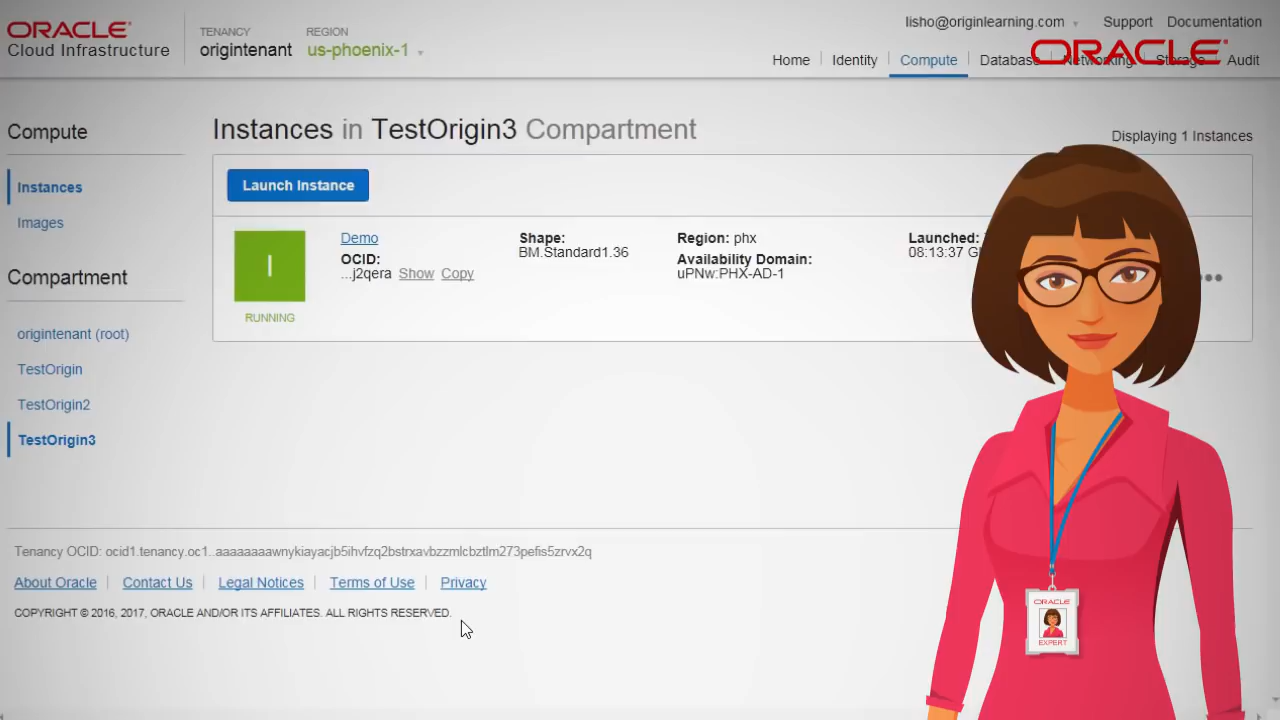 ORACLE
Cloud Infrastructure
TENANCY
origintenant
REGION
us-phoenix-1
lisho@originlearning.com
Support
Documentation
Home
Identity
Compute
Database
Networking
Storage
Audit
ORACLE
Compute
Instances
Images
Compartment
origintenant (root)
TestOrigin
TestOrigin2
TestOrigin3
Instances in TestOrigin3 Compartment
Displaying 1 Instances
Launch Instance
I
RUNNING
Demo
OCID:
...j2qera Show Copy
Shape:
BM.Standard1.36
Region: phx
Availability Domain:
uPNw:PHX-AD-1
Launched:
08:13:37
Tenancy OCID: ocid1.tenancy.oc1..aaaaaaaawnykiayacjb5ihvfzq2bstrxavbzzmlcbztlm273pefis5zrvx2q
About Oracle
Contact Us
Legal Notices
Terms of Use
Privacy
COPYRIGHT © 2016, 2017, ORACLE AND/OR ITS AFFILIATES. ALL RIGHTS RESERVED.
ORACLE
EXPERT